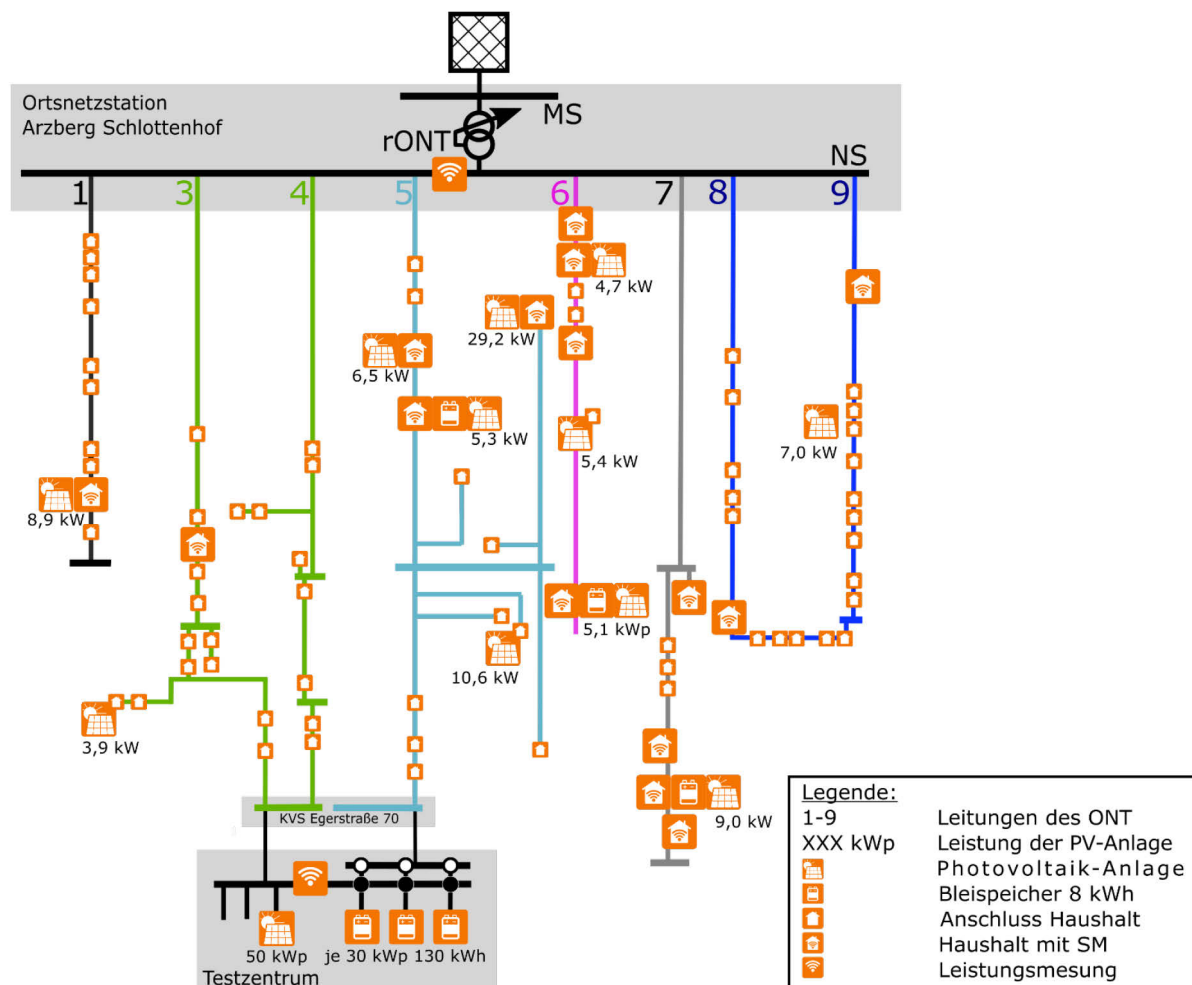 Ortsnetzstation
Arzberg Schlottenhof
MS
rONT
NS
1
3
4
5
6
7
8
9
4,7 kW
29,2 kW
6,5 kW
5,3 kW
5,4 kW
7,0 kW
8,9 kW
5,1 kWp
10,6 kW
3,9 kW
9,0 kW
KVS Egerstraße 70
50 kWp
je 30 kWp 130 kWh
Testzentrum
Legende:
1-9 Leitungen des ONT
XXX kWp Leistung der PV-Anlage
Photovoltaik-Anlage
Bleispeicher 8 kWh
Anschluss Haushalt
Haushalt mit SM
Leistungsmesung